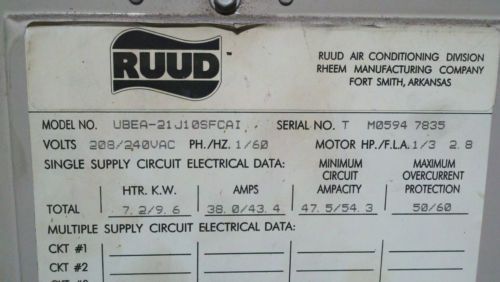 RUUD™
RUUD AIR CONDITIONING DIVISION
RHEEM MANUFACTURING COMPANY
FORT SMITH, ARKANSAS
MODEL NO. UBEA-21J10SFCAI SERIAL NO. T M0594 7835
VOLTS 208/240VAC PH./HZ. 1/60 MOTOR HP./F.L.A. 1/3 2.8
SINGLE SUPPLY CIRCUIT ELECTRICAL DATA: MINIMUM CIRCUIT AMPACITY MAXIMUM OVERCURRENT PROTECTION
HTR. K.W. AMPS
TOTAL 7.2/9.6 38.0/43.4 47.5/54.3 50/60
MULTIPLE SUPPLY CIRCUIT ELECTRICAL DATA:
CKT #1
CKT #2